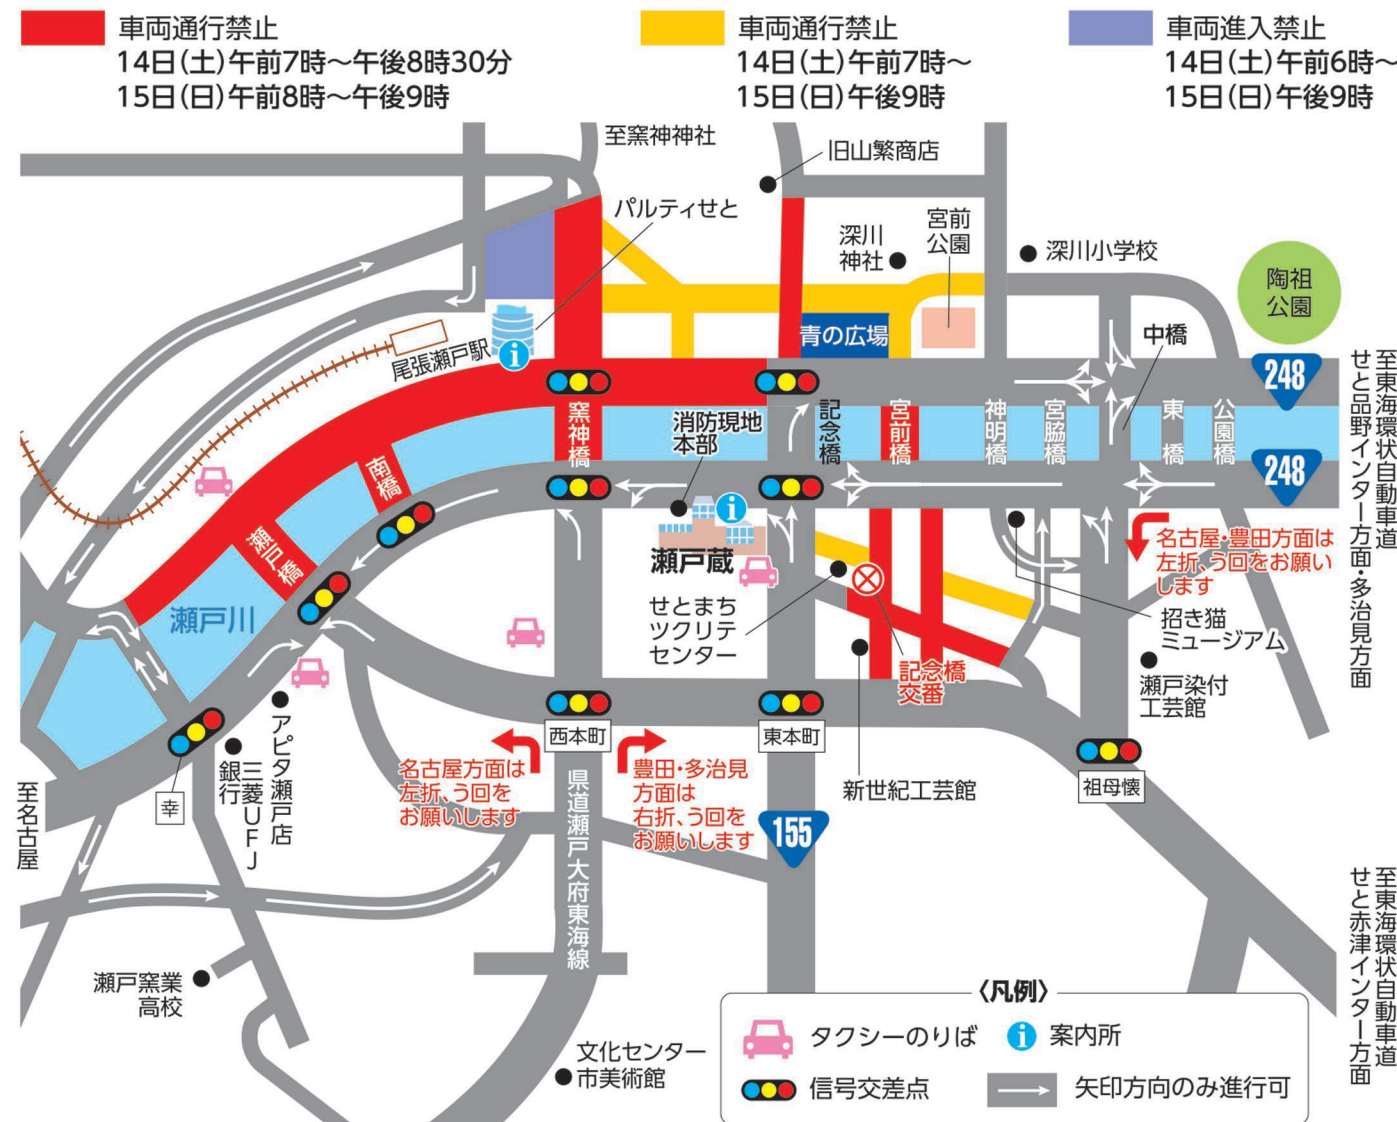 車両通行禁止
14日(土)午前7時～午後8時30分
15日(日)午前8時～午後9時
車両通行禁止
14日(土)午前7時～
15日(日)午後9時
車両進入禁止
14日(土)午前6時～
15日(日)午後9時
至窯神神社
旧山繁商店
パルティせと
深川
神社
宮前
公園
深川小学校
陶祖
公園
青の広場
中橋
尾張瀬戸駅
248
窯神橋
消防現地
本部
記念橋
宮前橋
神明橋
宮脇橋
東橋
公園橋
至東海環状自動車道
せと品野インター方面・多治見方面
南橋
248
瀬戸橋
瀬戸蔵
名古屋・豊田方面は
左折、う回をお願い
します
瀬戸川
せとまち
ツクリテ
センター
招き猫
ミュージアム
記念橋
交番
瀬戸染付
工芸館
アピタ瀬戸店
三菱UFJ
銀行
西本町
東本町
新世紀工芸館
祖母懐
名古屋方面は
左折、う回を
お願いします
豊田・多治見
方面は
右折、う回を
お願いします
幸
至名古屋
155
県道瀬戸大府東海線
至東海環状自動車道
せと赤津インター方面
瀬戸窯業
高校
文化センター
市美術館
〈凡例〉
タクシーのりば
案内所
信号交差点
矢印方向のみ進行可